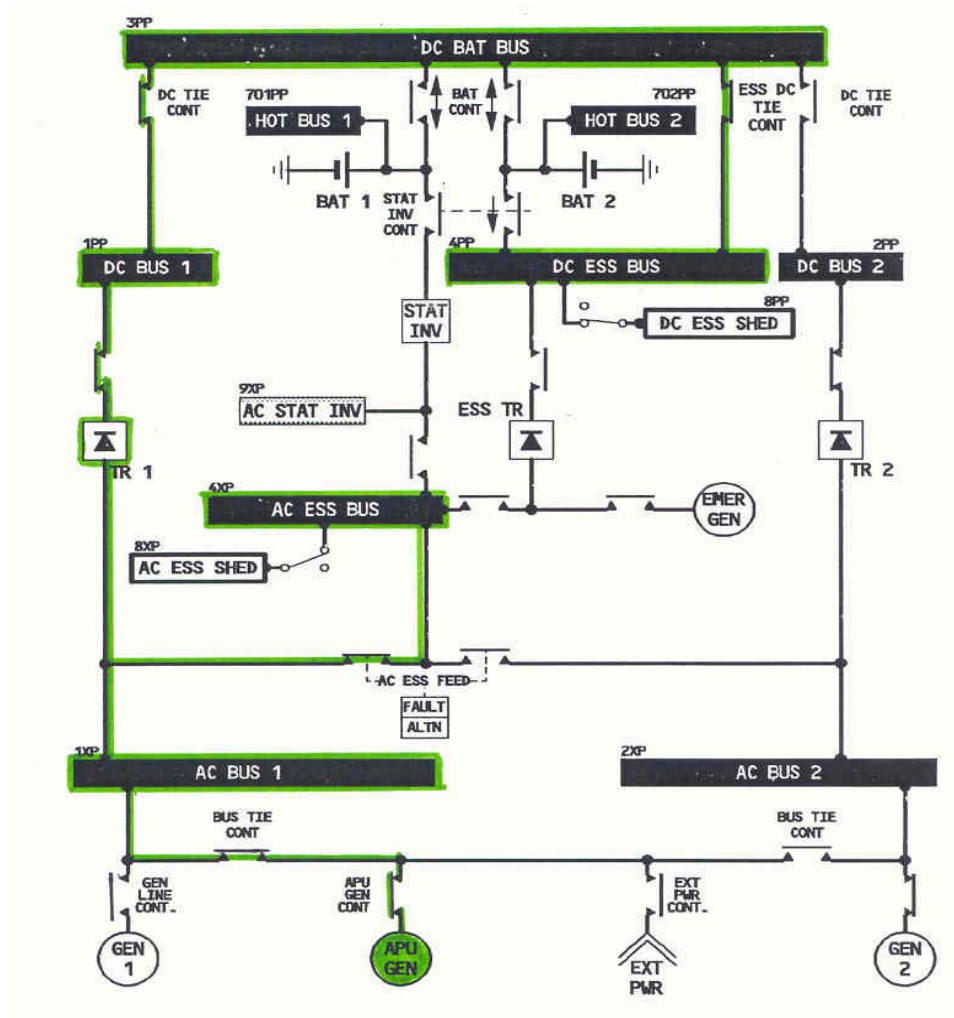 3PP
DC BAT BUS
DC TIE
CONT
701PP
HOT BUS 1
BAT
CONT
702PP
HOT BUS 2
ESS DC
TIE
CONT
DC TIE
CONT
BAT 1
STAT
INV
CONT
BAT 2
1PP
DC BUS 1
4PP
DC ESS BUS
2PP
DC BUS 2
STAT
INV
8PP
DC ESS SHED
9XP
AC STAT INV
ESS TR
TR 1
TR 2
4XP
AC ESS BUS
EMER
GEN
8XP
AC ESS SHED
AC ESS FEED
FAULT
ALTN
1XP
AC BUS 1
2XP
AC BUS 2
BUS TIE
CONT
BUS TIE
CONT
GEN
LINE
CONT.
APU
GEN
CONT
EXT
PWR
CONT.
GEN
1
APU
GEN
EXT
PWR
GEN
2